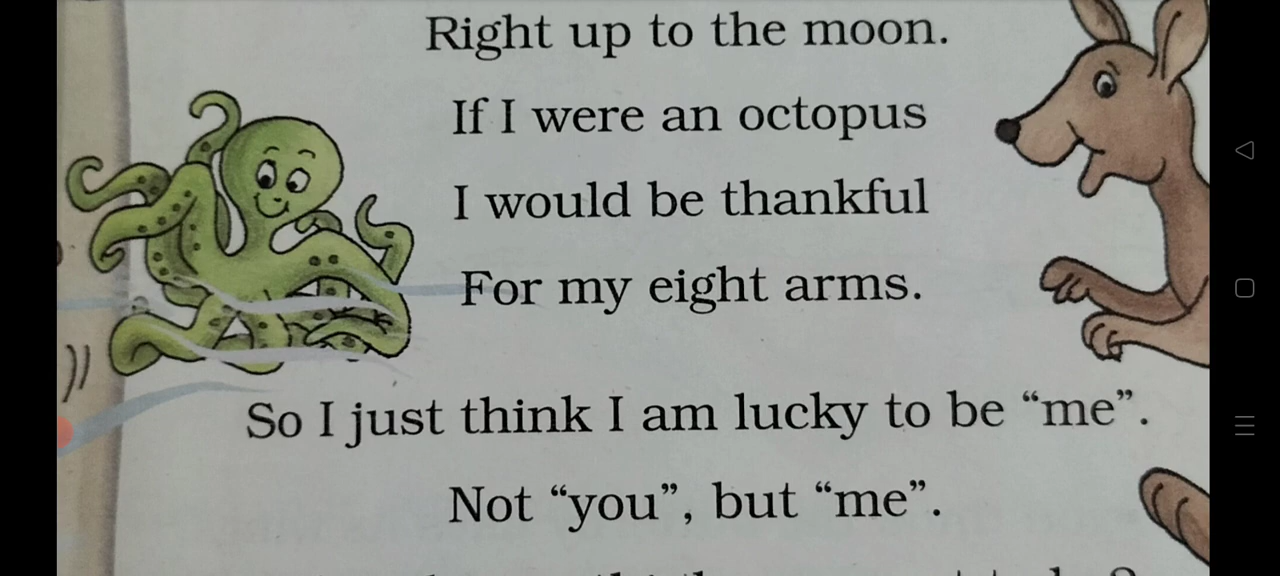 Right up to the moon.
If I were an octopus
I would be thankful
For my eight arms.
So I just think I am lucky to be “me”.
Not “you”, but “me”.